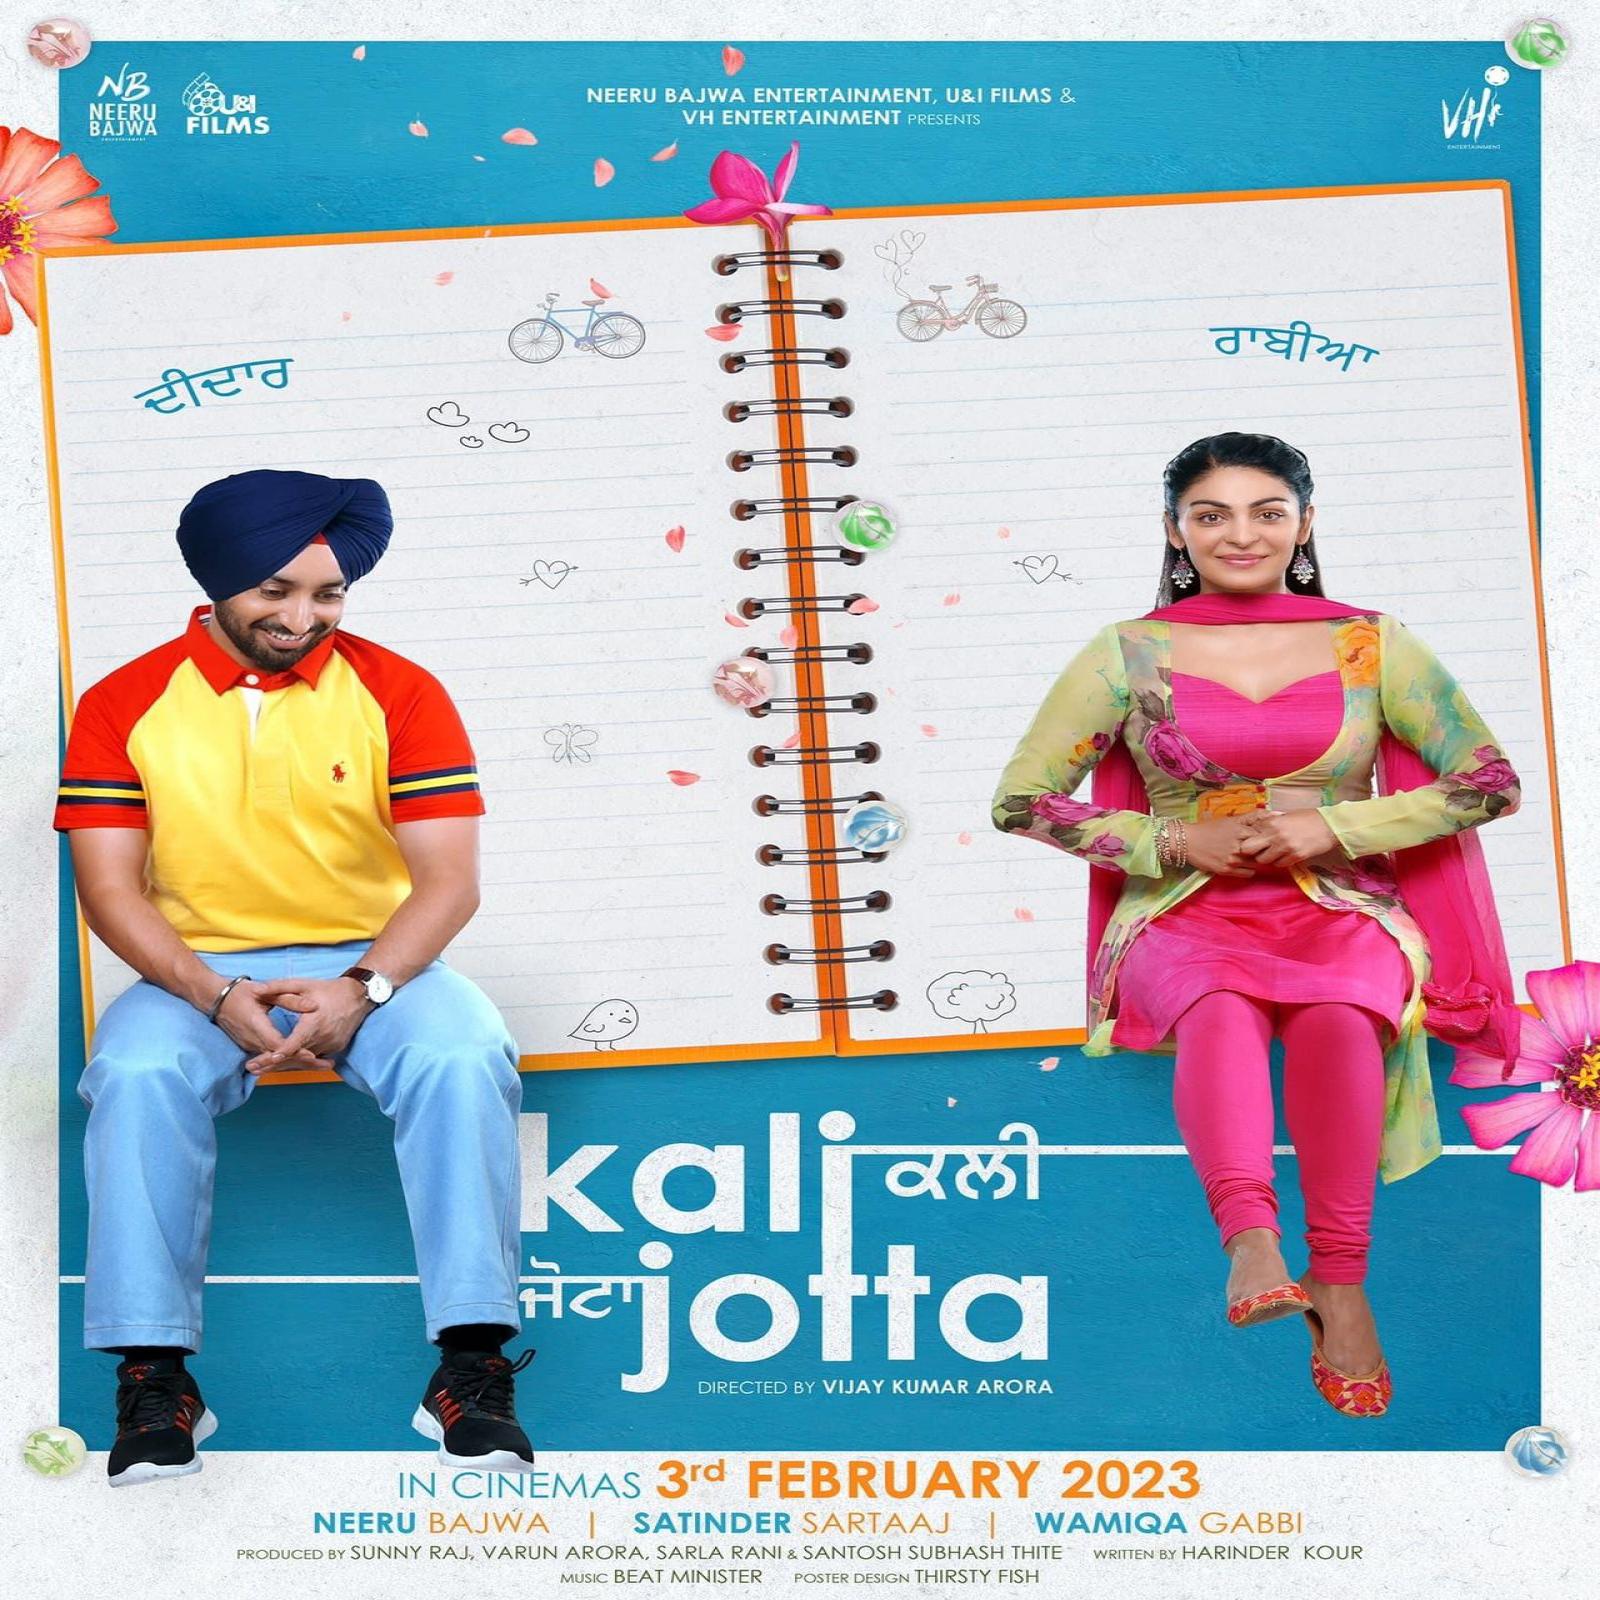 NB
NEERU
BAJWA
ENTERTAINMENT
U&I
FILMS
NEERU BAJWA ENTERTAINMENT, U&I FILMS &
VH ENTERTAINMENT PRESENTS
VH
ENTERTAINMENT
ਦੀਦਾਰ
ਰਾਬੀਆ
kali ਕਲੀ
ਜੋਟਾ jotta
DIRECTED BY VIJAY KUMAR ARORA
IN CINEMAS 3rd FEBRUARY 2023
NEERU BAJWA | SATINDER SARTAAJ | WAMIQA GABBI
PRODUCED BY SUNNY RAJ, VARUN ARORA, SARLA RANI & SANTOSH SUBHASH THITE WRITTEN BY HARINDER KOUR
MUSIC BEAT MINISTER POSTER DESIGN THIRSTY FISH